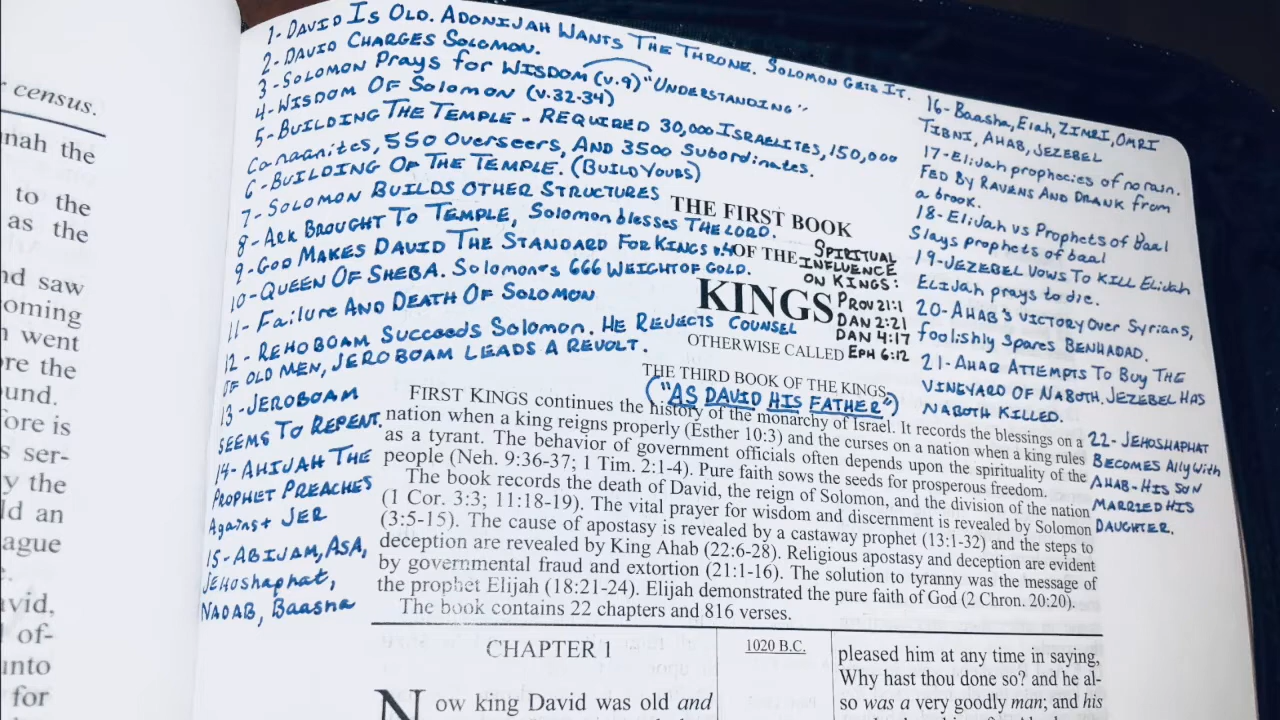 r census.
nah the
to the
as the
nd saw
oming
n went
ore the
ound.
fore is
s ser-
y the
ld an
ague
vid,
l of-
unto
for
1- DAVID IS OLD. ADONIJAH WANTS THE THRONE. SOLOMON GETS IT.
2- DAVID CHARGES SOLOMON.
3- SOLOMON PRAYS for WISDOM (v.9) "UNDERSTANDING"
4- WISDOM OF SOLOMON (v.32-34)
5- BUILDING THE TEMPLE - REQUIRED 30,000 ISRAELITES, 150,000
Canaanites, 550 Overseers, AND 3500 Subordinates.
6- BUILDING OF THE TEMPLE. (BUILD YOURS)
7- SOLOMON BUILDS OTHER STRUCTURES
8- ARK BROUGHT TO TEMPLE, Solomon blesses THE LORD.
9- GOD MAKES DAVID THE STANDARD FOR KINGS v.4
10- QUEEN OF SHEBA. Solomon's 666 WEIGHT OF GOLD.
11- Failure AND DEATH OF SOLOMON
12- REHOBOAM Succeeds Solomon. HE REJECTS COUNSEL
OF OLD MEN, JEROBOAM LEADS A REVOLT.
13- JEROBOAM
SEEMS TO REPENT.
14- AHIJAH THE
PROPHET PREACHES
Against JER
15- ABIJAM, ASA,
JEHoshaphat,
NADAB, Baasha
16- Baasha, Elah, ZIMRI, OMRI
TIBNI, AHAB, JEZEBEL
17- Elijah prophecies of no rain.
FED BY RAVENS AND DRANK from
a brook.
18- Elijah vs Prophets of Baal
Slays prophets of baal
19- JEZEBEL VOWS TO KILL ELIJAH
ELIJAH prays to die.
20- AHAB'S VICTORY OVER SYRIANS,
foolishly Spares BENHADAD.
21- AHAB ATTEMPTS TO BUY THE
VINEYARD OF NABOTH. JEZEBEL HAS
NABOTH KILLED.
22- JEHOSHAPHAT
BECOMES Ally WITH
AHAB- HIS SON
MARRIED HIS
DAUGHTER.
THE FIRST BOOK
OF THE
KINGS
OTHERWISE CALLED
THE THIRD BOOK OF THE KINGS
SPIRITUAL
INFLUENCE
ON KINGS:
PROV 21:1
DAN 2:21
DAN 4:17
EPH 6:12
("AS DAVID HIS FATHER")
FIRST KINGS continues the history of the monarchy of Israel. It records the blessings on a
nation when a king reigns properly (Esther 10:3) and the curses on a nation when a king rules
as a tyrant. The behavior of government officials often depends upon the spirituality of the
people (Neh. 9:36-37; 1 Tim. 2:1-4). Pure faith sows the seeds for prosperous freedom.
The book records the death of David, the reign of Solomon, and the division of the nation
(1 Cor. 3:3; 11:18-19). The vital prayer for wisdom and discernment is revealed by Solomon
(3:5-15). The cause of apostasy is revealed by a castaway prophet (13:1-32) and the steps to
deception are revealed by King Ahab (22:6-28). Religious apostasy and deception are evident
by governmental fraud and extortion (21:1-16). The solution to tyranny was the message of
the prophet Elijah (18:21-24). Elijah demonstrated the pure faith of God (2 Chron. 20:20).
The book contains 22 chapters and 816 verses.
CHAPTER 1
Now king David was old and
1020 B.C.
pleased him at any time in saying,
Why hast thou done so? and he al-
so was a very goodly man; and his